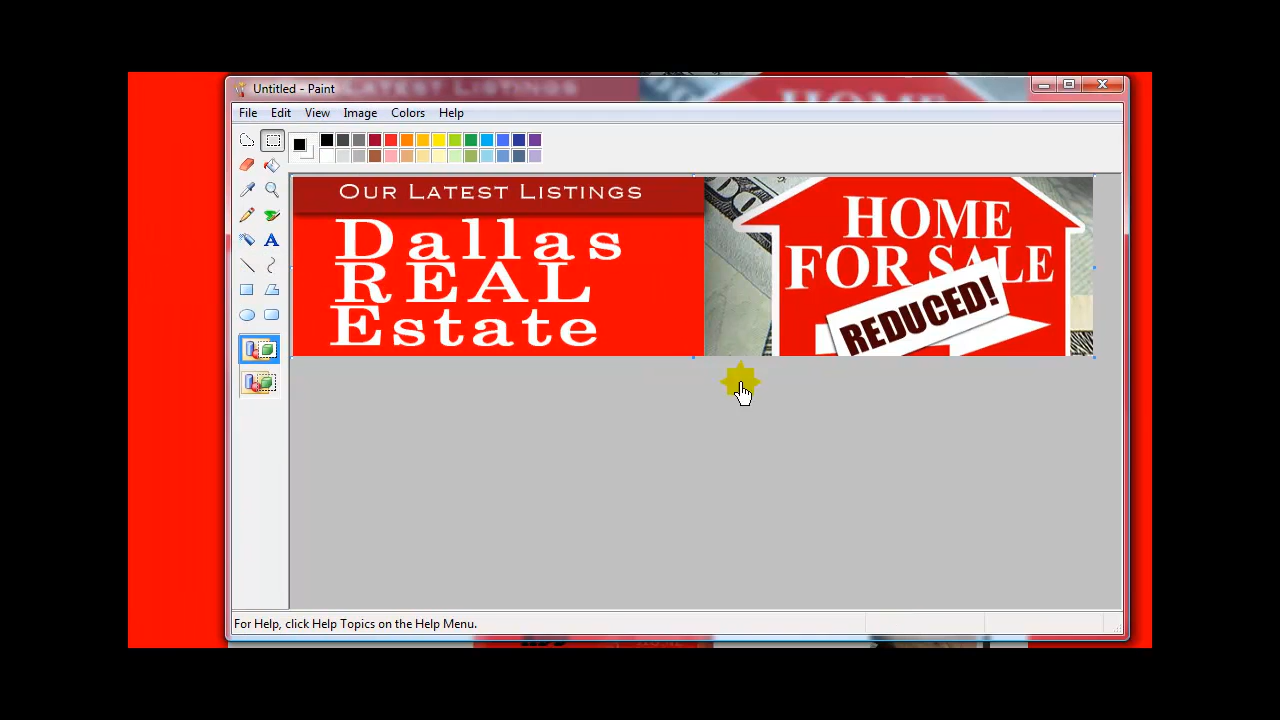 Untitled - Paint
File Edit View Image Colors Help
Our Latest Listings
Dallas
REAL
Estate
HOME
FOR SALE
REDUCED!
For Help, click Help Topics on the Help Menu.